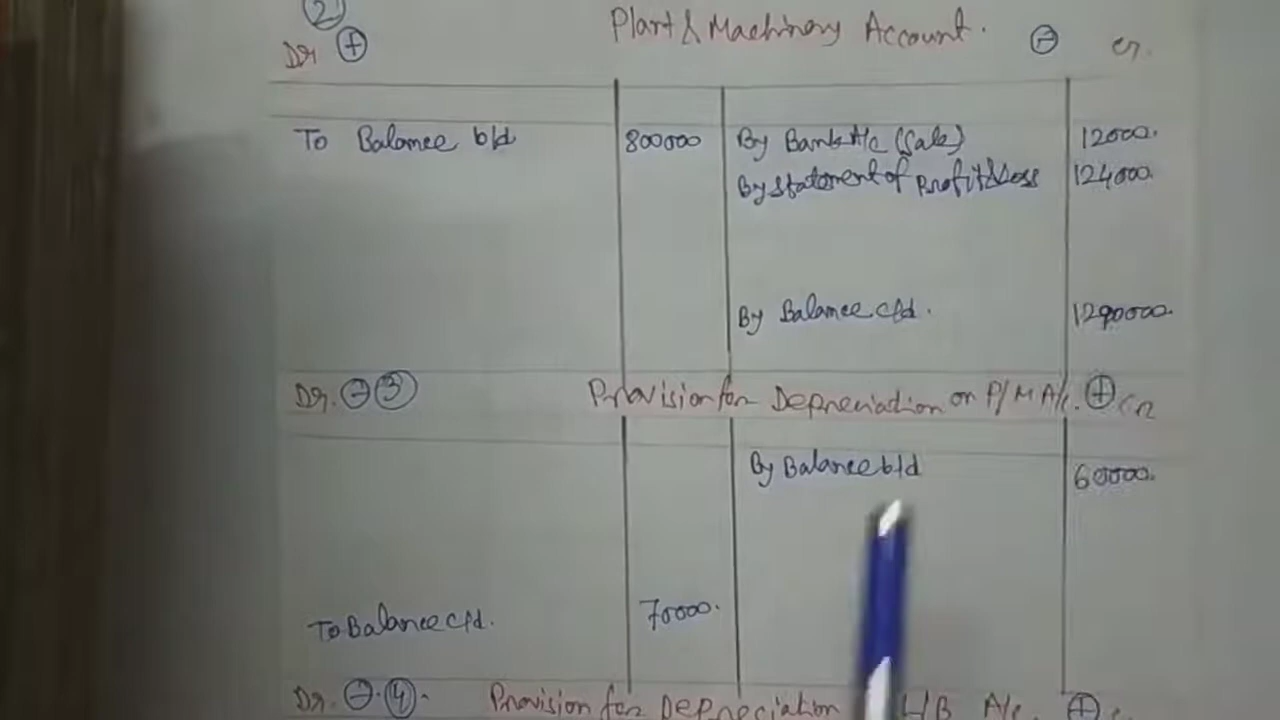 2
Plant & Machinery Account.
Dr + - cr.
To Balance b/d 800000 By Bank A/c (Sale) 12000.
By statement of Profit & Loss 124000.
By Balance c/d. 1290000.
Dr. - 3 Provision for Depreciation on P/M A/c. + Cr
By Balance b/d 60000.
To Balance c/d. 70000.
Dr. - 4. Provision for Depreciation L/B A/c. +